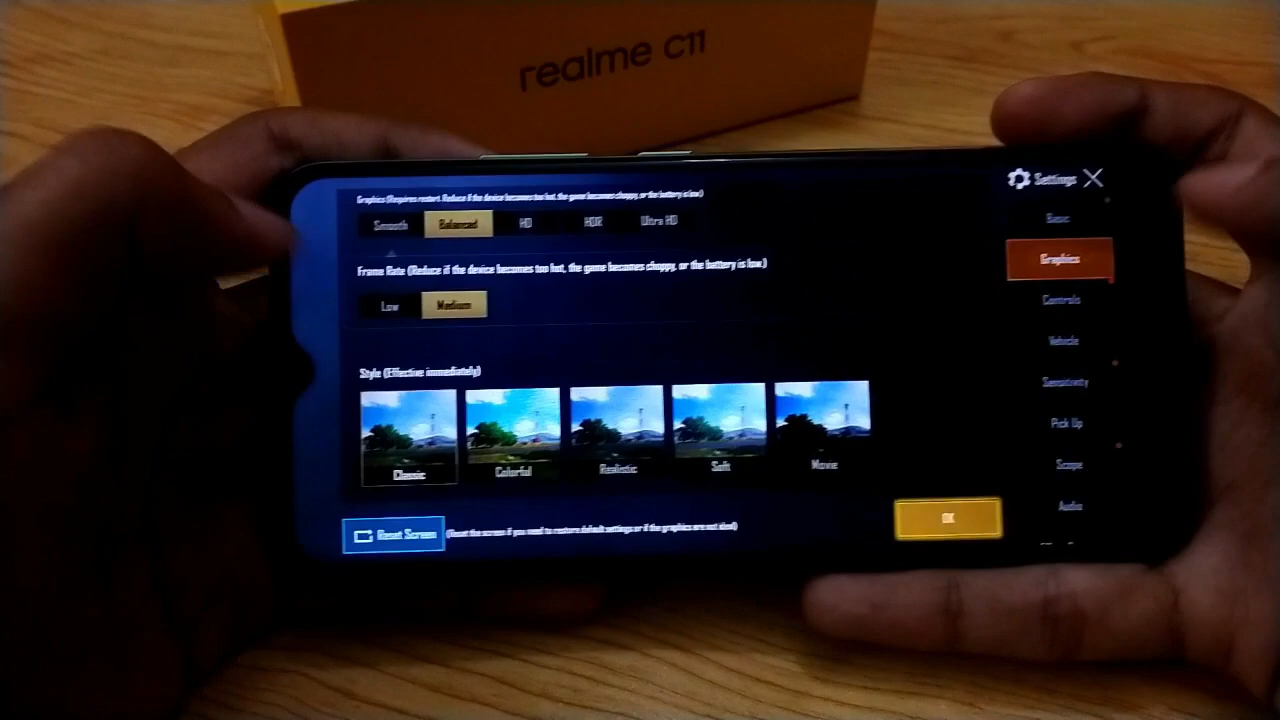 realme C11
Settings
Graphics (Requires restart. Reduce if the device becomes too hot, the game becomes choppy, or the battery is low.)
Smooth Balanced HD HDR Ultra HD
Frame Rate (Reduce if the device becomes too hot, the game becomes choppy, or the battery is low.)
Low Medium
Style (Effective immediately)
Classic Colorful Realistic Soft Movie
Reset Screen (Reset the screen if you need to restore default settings or if the graphics are not ideal)
OK
Basic
Graphics
Controls
Vehicle
Sensitivity
Pick Up
Scope
Audio